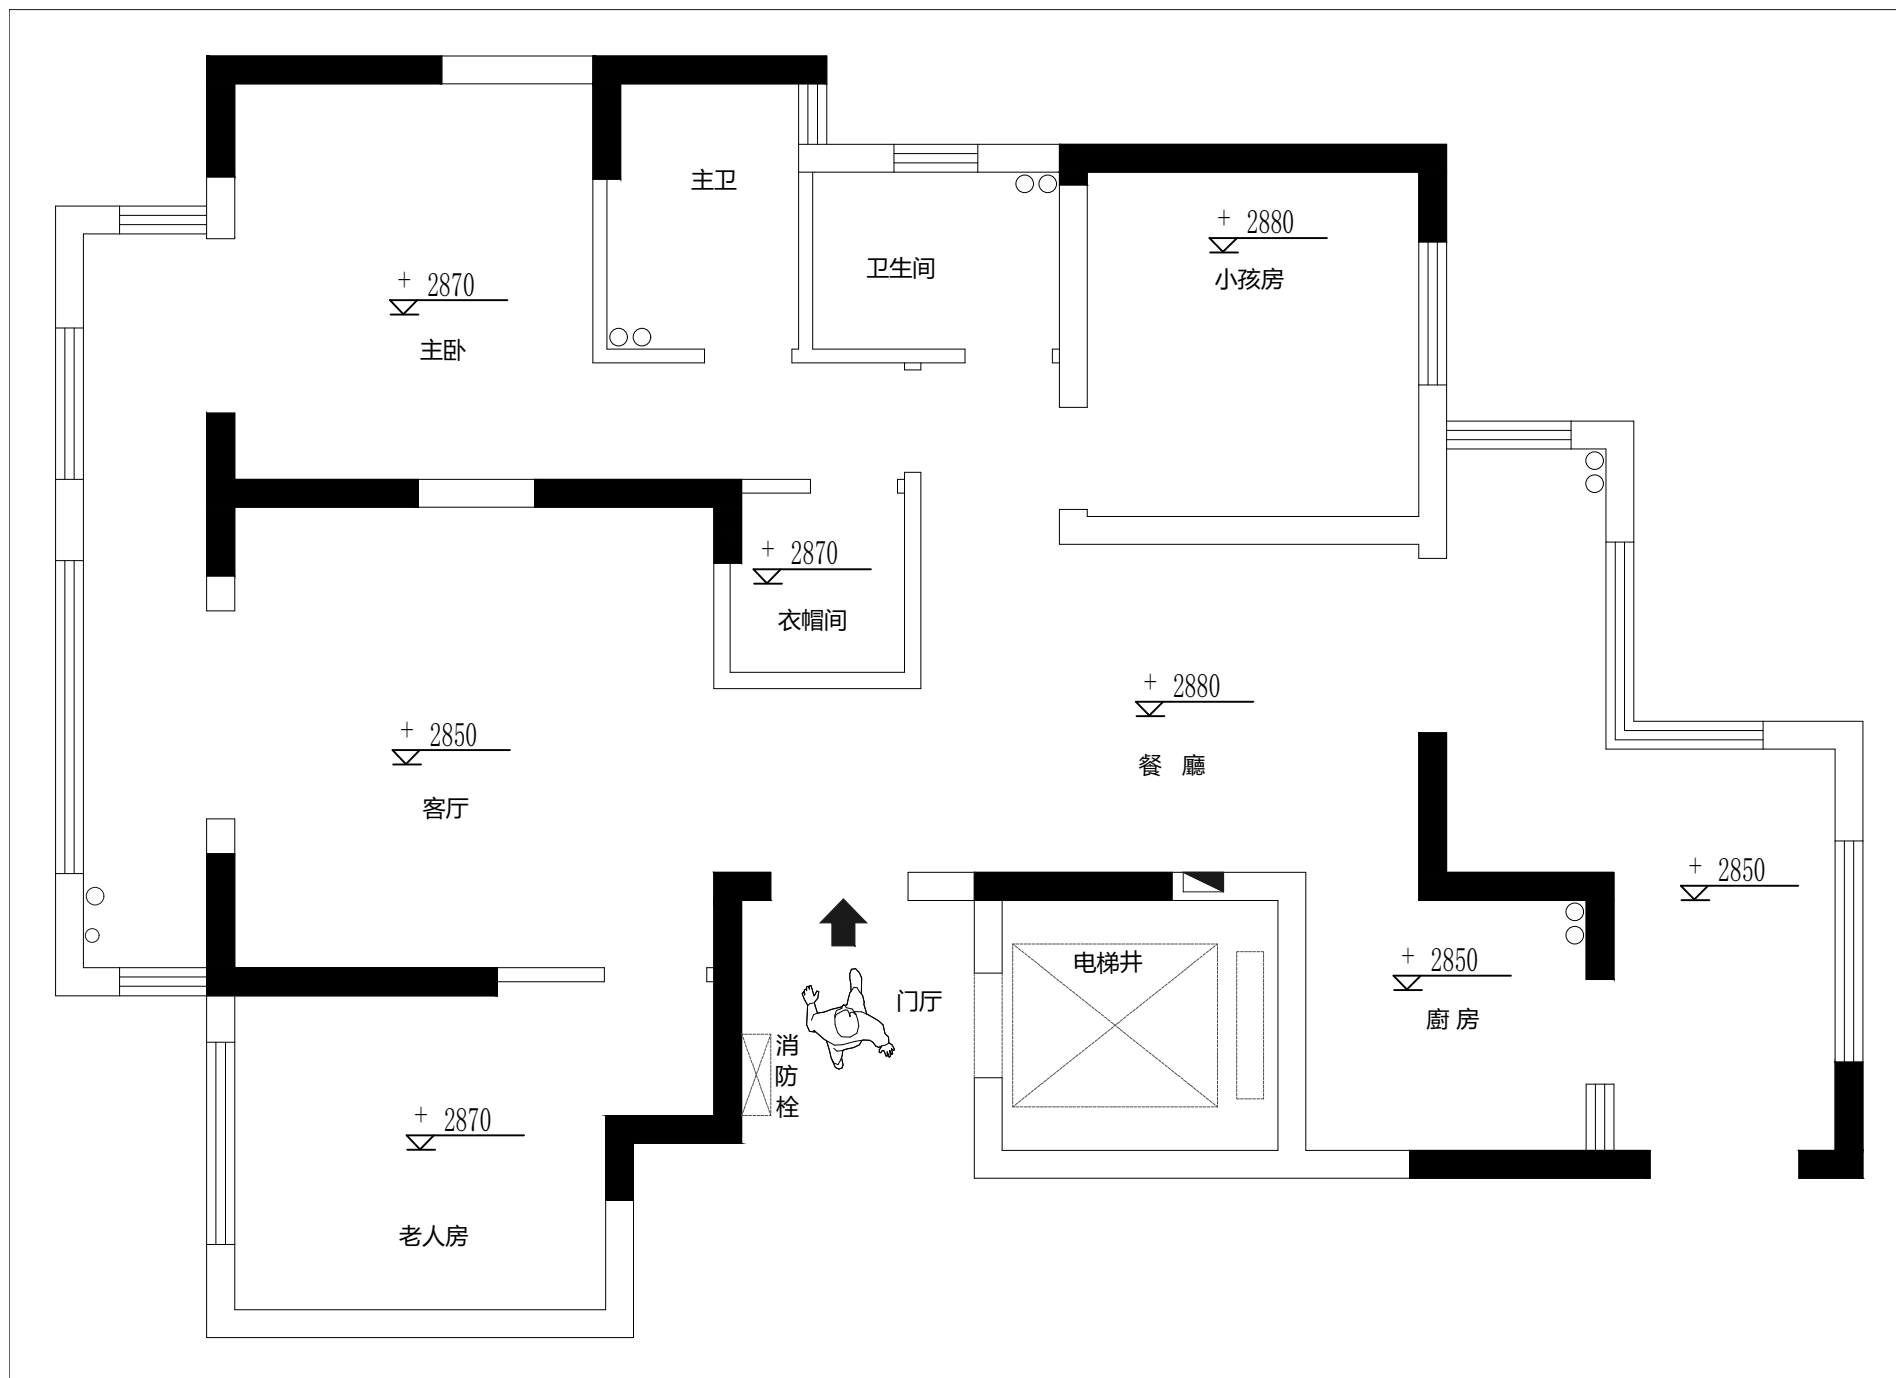 主卫
+ 2880
卫生间
小孩房
+ 2870
主卧
+ 2870
衣帽间
+ 2880
餐 廳
+ 2850
客厅
+ 2850
电梯井
+ 2850
门厅
廚 房
消
防
栓
+ 2870
老人房